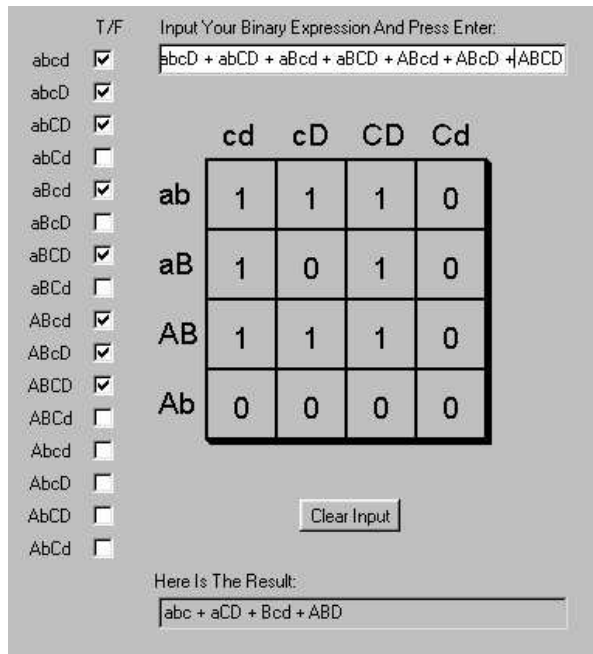 T/F
Input Your Binary Expression And Press Enter:
abcd
abcD + abCD + aBcd + aBCD + ABcd + ABcD + ABCD
abcD
abCD
abCd
aBcd
aBcD
aBCD
aBCd
ABcd
ABcD
ABCD
ABCd
Abcd
AbcD
AbCD
AbCd
cd cD CD Cd
ab 1 1 1 0
aB 1 0 1 0
AB 1 1 1 0
Ab 0 0 0 0
Clear Input
Here Is The Result:
abc + aCD + Bcd + ABD